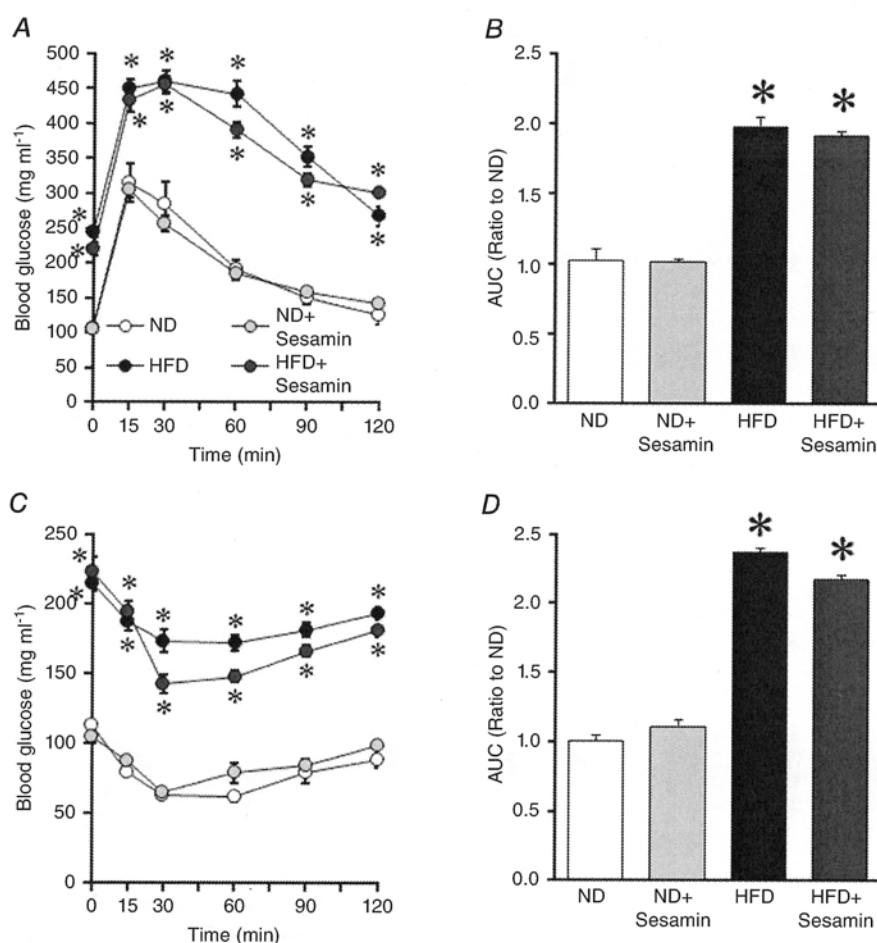 A
B
500
450
400
350
300
250
200
150
100
50
0
Blood glucose (mg ml-1)
* * * * * * * * * * * *
ND
ND+
Sesamin
HFD
HFD+
Sesamin
0 15 30 60 90 120
Time (min)
2.5
2.0
1.5
1.0
0.5
0.0
AUC (Ratio to ND)
* *
ND
ND+
Sesamin
HFD
HFD+
Sesamin
C
D
250
200
150
100
50
0
Blood glucose (mg ml-1)
* * * * * * * * * * * *
0 15 30 60 90 120
Time (min)
2.5
2.0
1.5
1.0
0.5
0.0
AUC (Ratio to ND)
* *
ND
ND+
Sesamin
HFD
HFD+
Sesamin